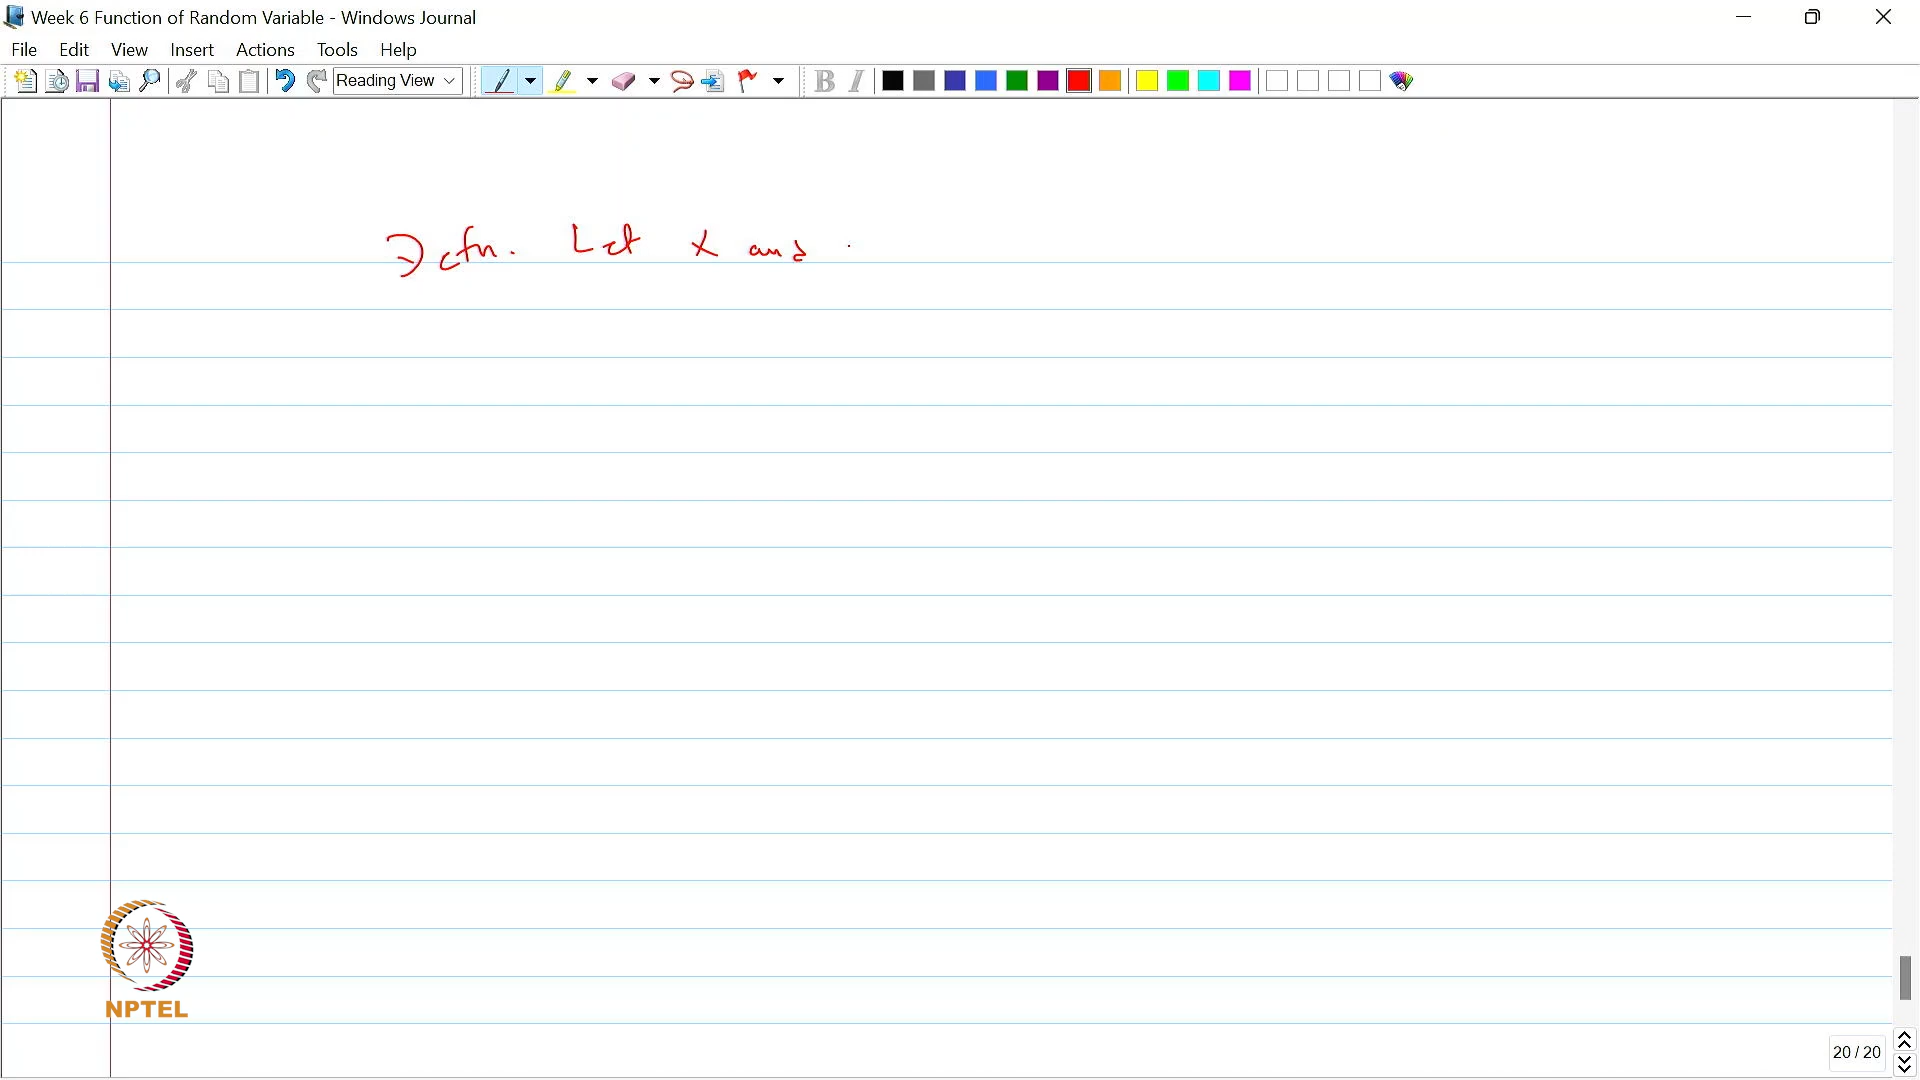 Week 6 Function of Random Variable - Windows Journal
File Edit View Insert Actions Tools Help
Reading View B I
Defn. Let X and
NPTEL
20 / 20